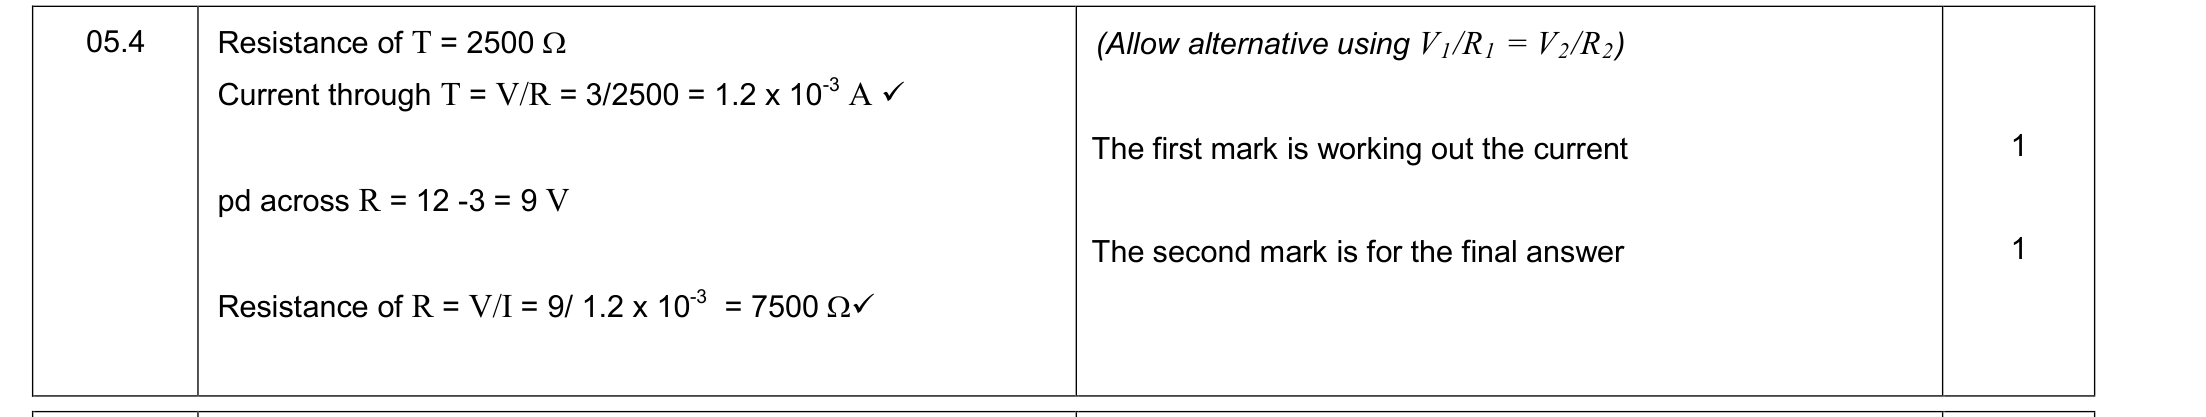 05.4
Resistance of T = 2500 Ω
(Allow alternative using V₁/R₁ = V₂/R₂)
Current through T = V/R = 3/2500 = 1.2 x 10⁻³ A ✓
The first mark is working out the current
1
pd across R = 12 -3 = 9 V
The second mark is for the final answer
1
Resistance of R = V/I = 9/ 1.2 x 10⁻³ = 7500 Ω✓